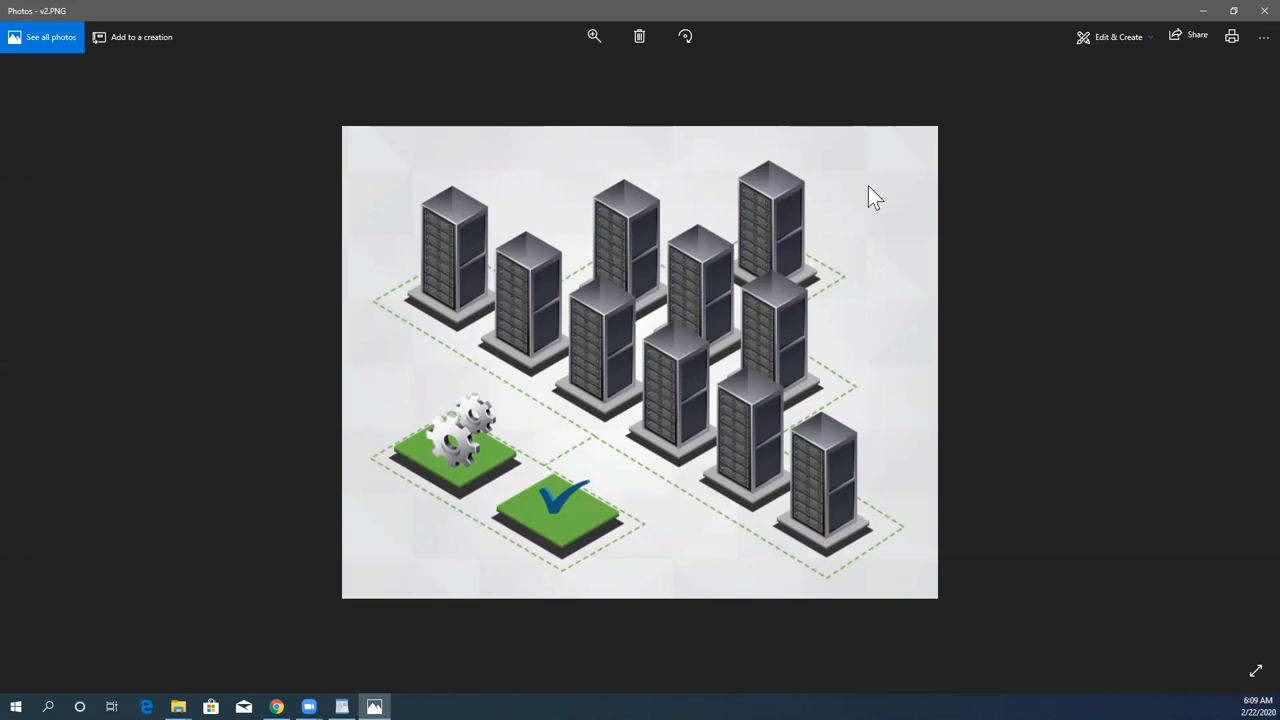 Photos - v2.PNG
See all photos
Add to a creation
Edit & Create
Share
6:09 AM
2/22/2020